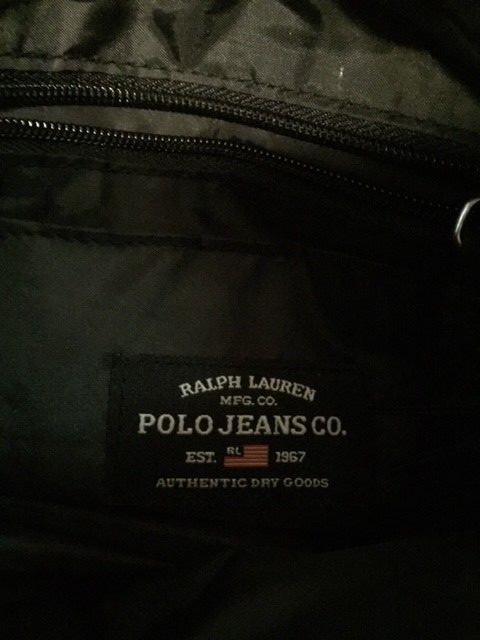 RALPH LAUREN
MFG. CO.
POLO JEANS CO.
EST. RL 1967
AUTHENTIC DRY GOODS